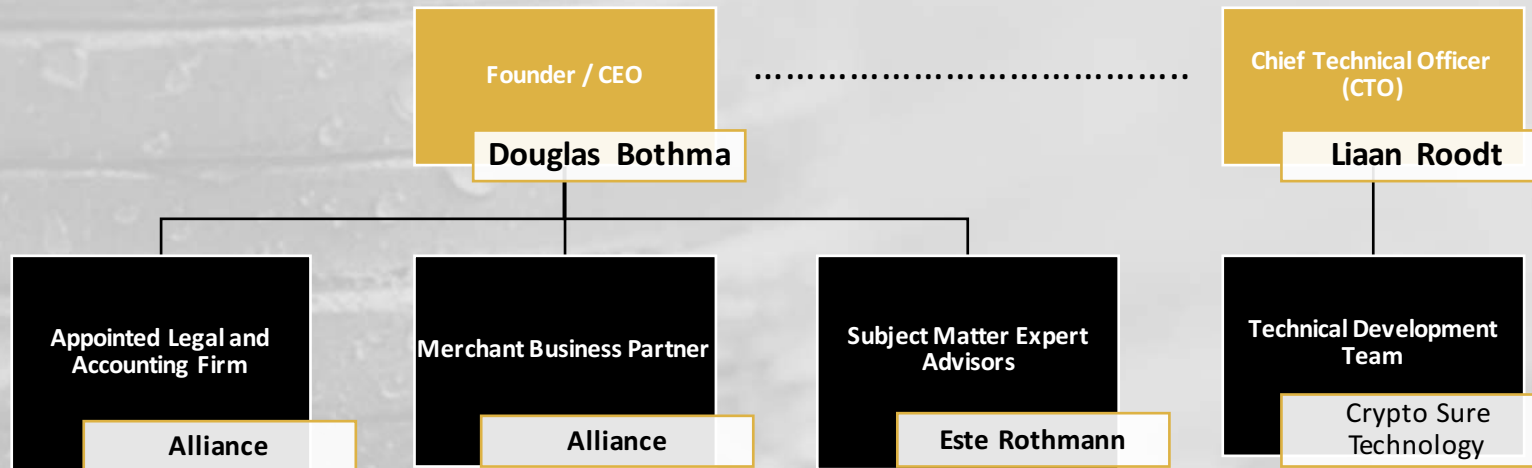 Founder / CEO
Douglas Bothma
Chief Technical Officer
(CTO)
Liaan Roodt
Appointed Legal and
Accounting Firm
Alliance
Merchant Business Partner
Alliance
Subject Matter Expert
Advisors
Este Rothmann
Technical Development
Team
Crypto Sure
Technology